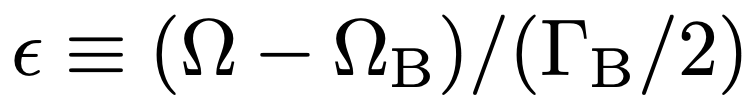 ϵ ≡ (Ω − Ω_B)/(Γ_B/2)